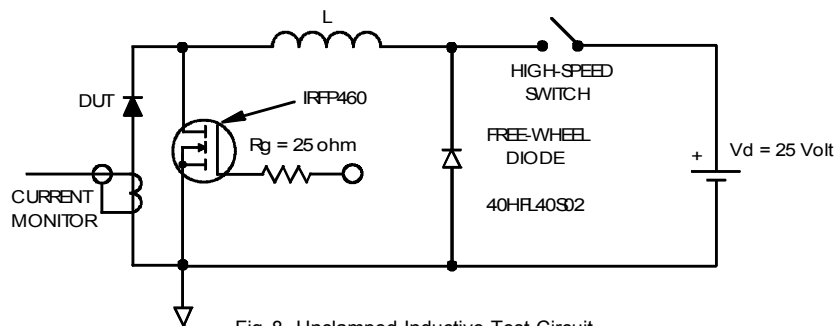 L
HIGH-SPEED
SWITCH
DUT
IRFP460
Rg = 25 ohm
FREE-WHEEL
DIODE
+
Vd = 25 Volt
CURRENT
MONITOR
40HFL40S02
Fig. 8 - Unclamped Inductive Test Circuit